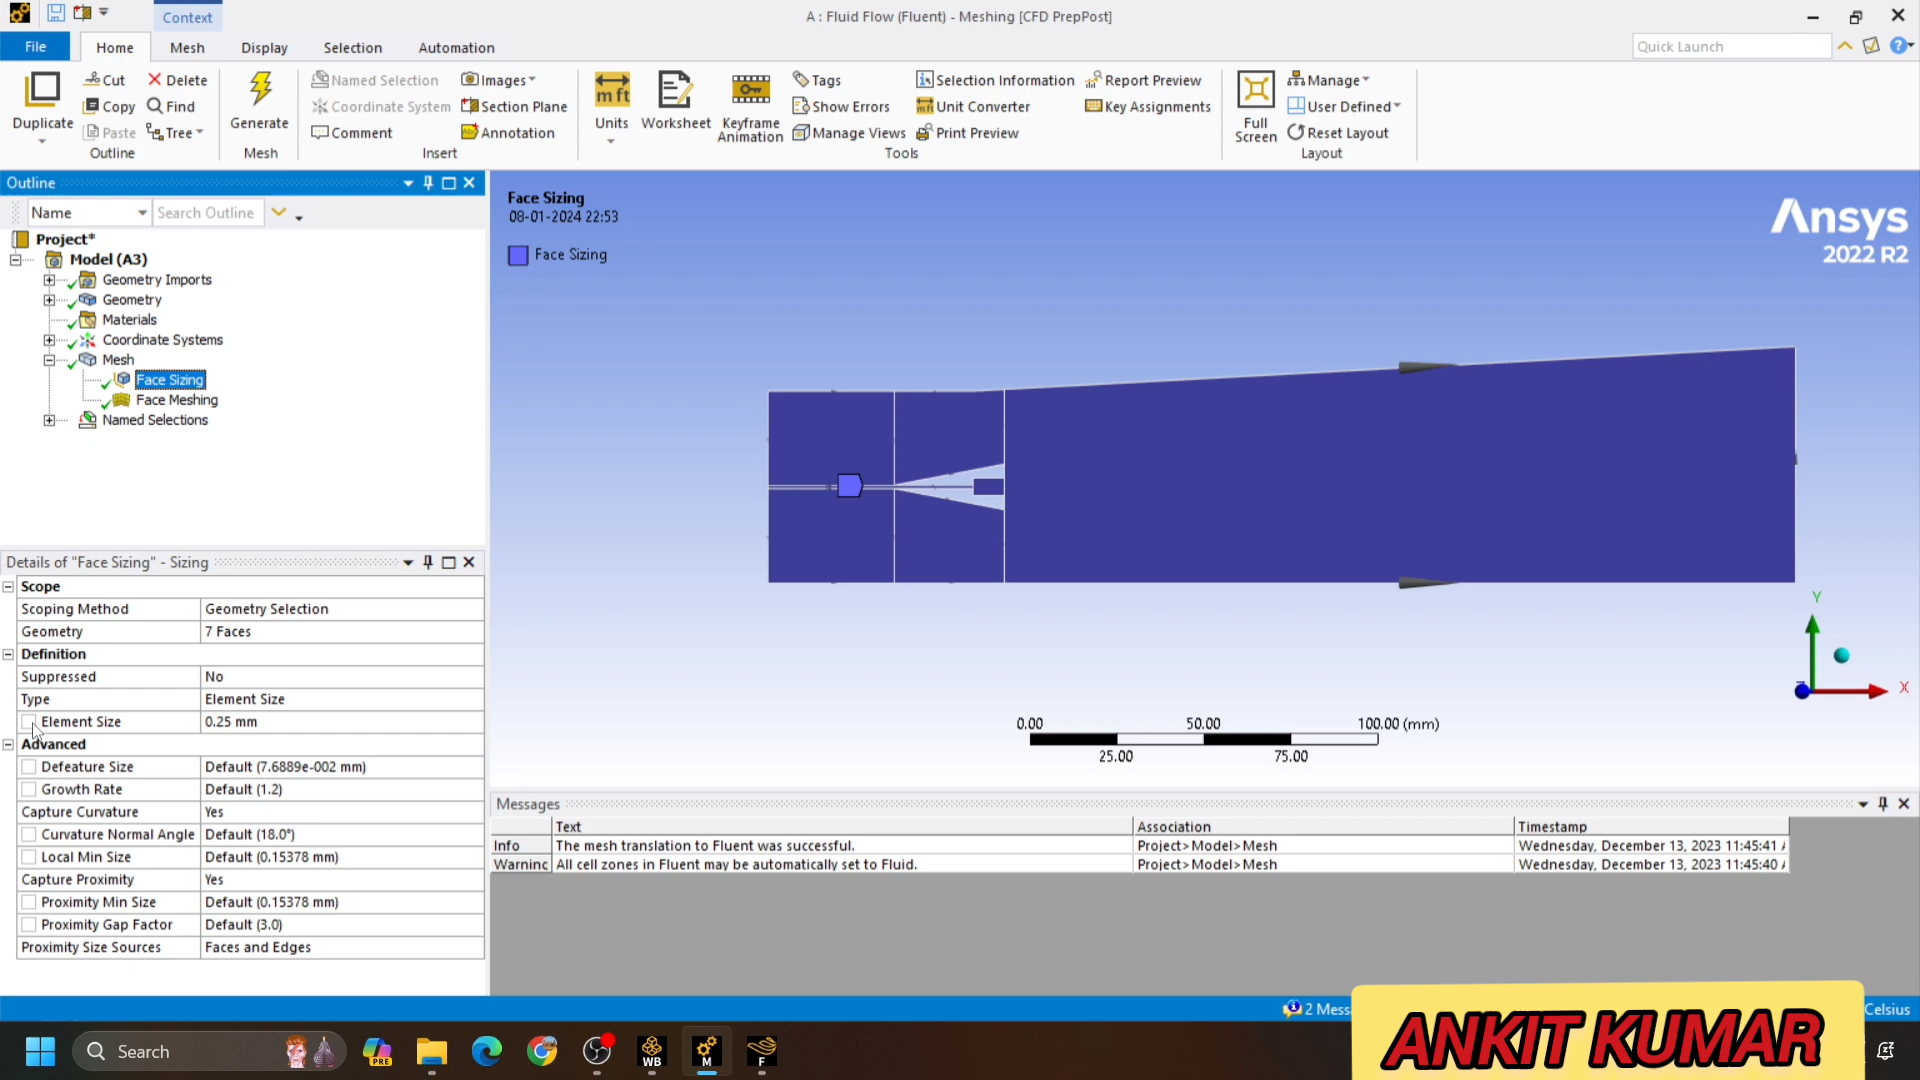 Context
A : Fluid Flow (Fluent) - Meshing [CFD PrepPost]
File
Home
Mesh
Display
Selection
Automation
Quick Launch
Duplicate
Cut
Copy
Paste
Delete
Find
Tree
Outline
Generate
Mesh
Named Selection
Coordinate System
Comment
Images
Section Plane
Annotation
Insert
m ft
Units
Worksheet
Keyframe
Animation
Tags
Show Errors
Manage Views
Selection Information
Unit Converter
Print Preview
Report Preview
Key Assignments
Tools
Full
Screen
Manage
User Defined
Reset Layout
Layout
Outline
Name
Search Outline
Project*
Model (A3)
Geometry Imports
Geometry
Materials
Coordinate Systems
Mesh
Face Sizing
Face Meshing
Named Selections
Details of "Face Sizing" - Sizing
Scope
Scoping Method Geometry Selection
Geometry 7 Faces
Definition
Suppressed No
Type Element Size
Element Size 0.25 mm
Advanced
Defeature Size Default (7.6889e-002 mm)
Growth Rate Default (1.2)
Capture Curvature Yes
Curvature Normal Angle Default (18.0°)
Local Min Size Default (0.15378 mm)
Capture Proximity Yes
Proximity Min Size Default (0.15378 mm)
Proximity Gap Factor Default (3.0)
Proximity Size Sources Faces and Edges
Face Sizing
08-01-2024 22:53
Face Sizing
Ansys
2022 R2
Y
X
Z
0.00 50.00 100.00 (mm)
25.00 75.00
Messages
Text Association Timestamp
Info The mesh translation to Fluent was successful. Project>Model>Mesh Wednesday, December 13, 2023 11:45:41
Warninc All cell zones in Fluent may be automatically set to Fluid. Project>Model>Mesh Wednesday, December 13, 2023 11:45:40
2 Mess
Celsius
Search
PRE
WB
M
F
ANKIT KUMAR